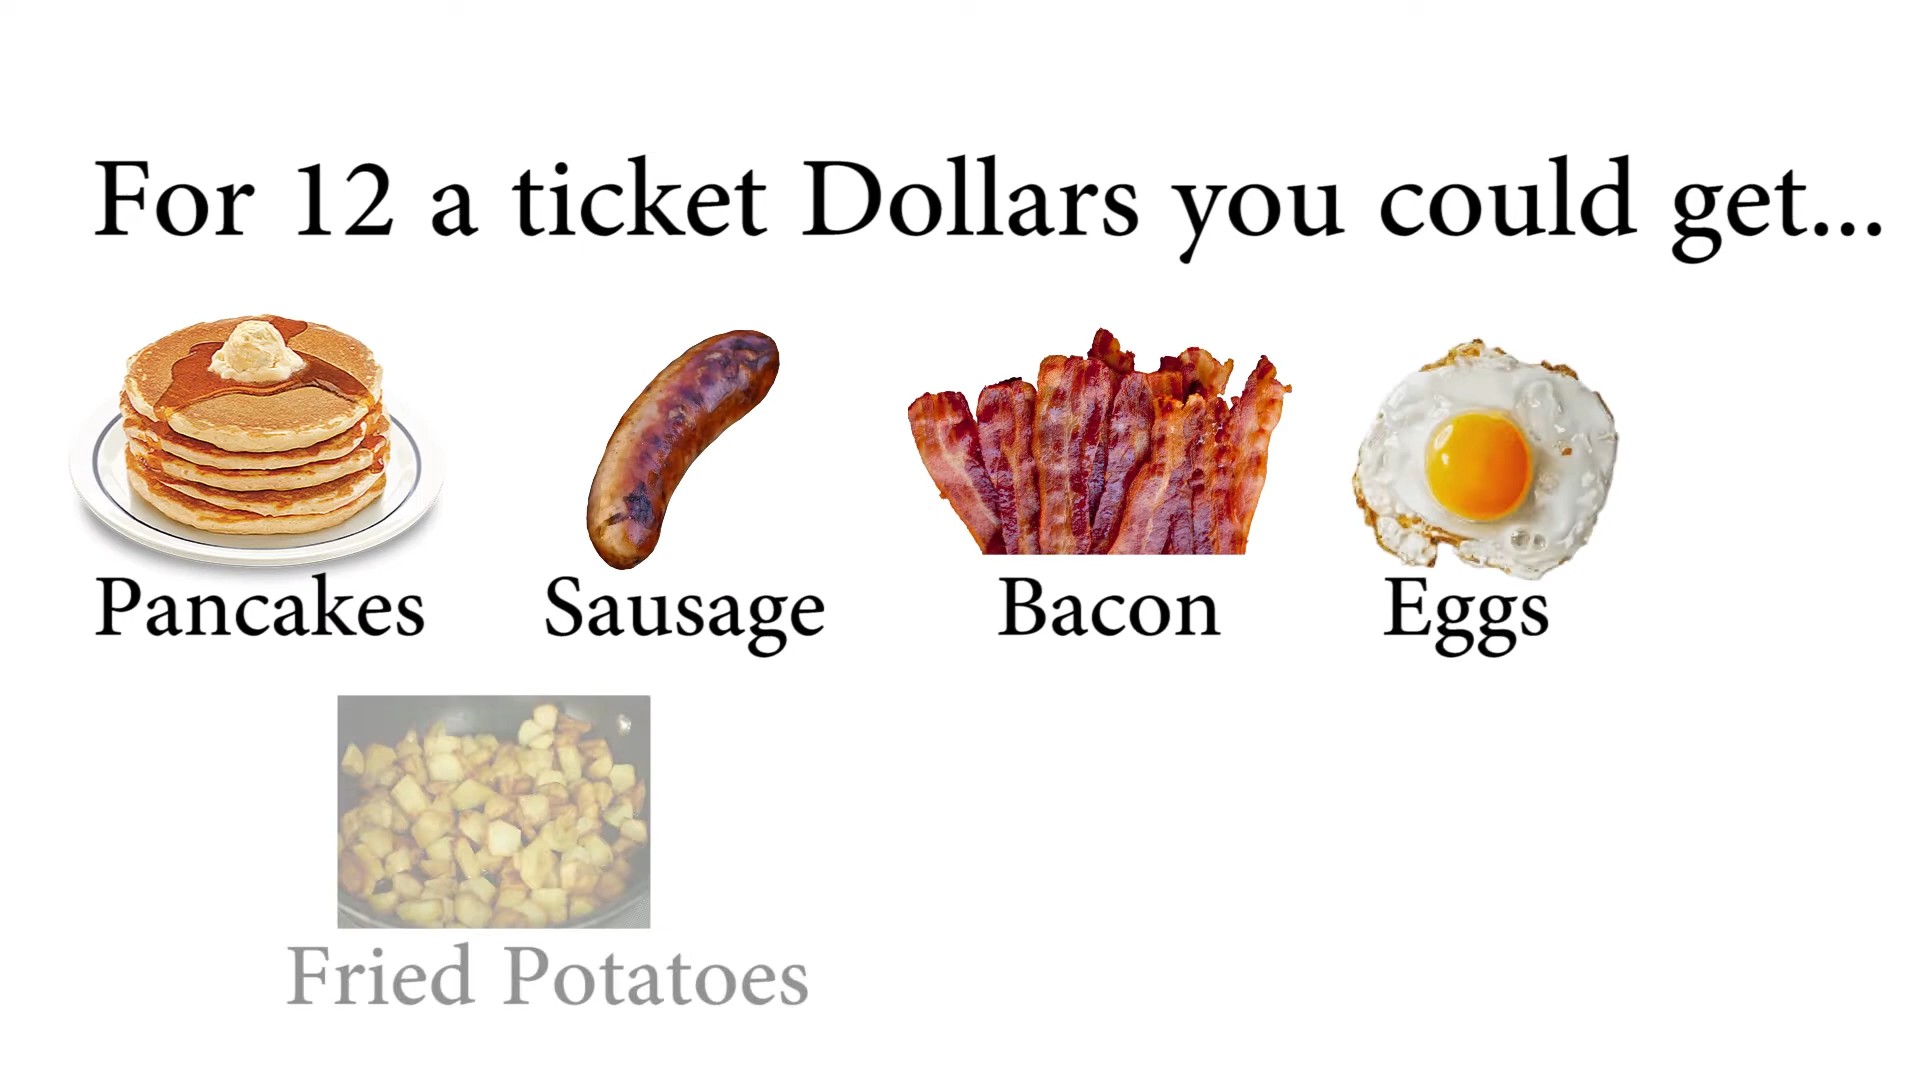 For 12 a ticket Dollars you could get...
Pancakes Sausage Bacon Eggs
Fried Potatoes